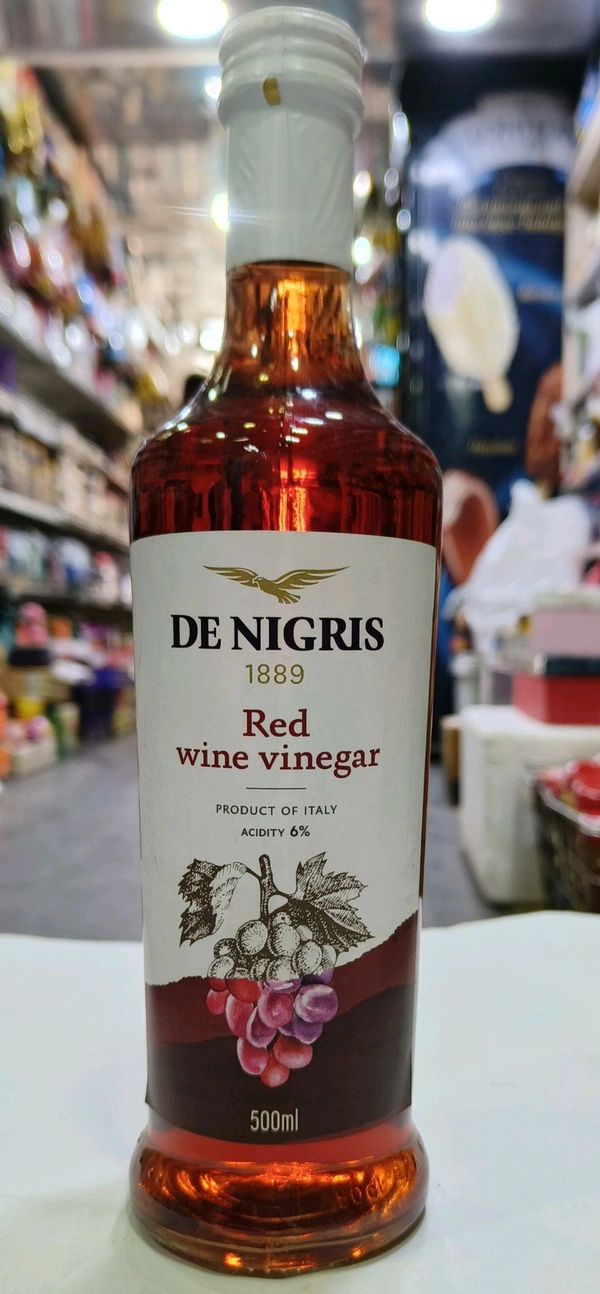 DE NIGRIS
1889
Red
wine vinegar
PRODUCT OF ITALY
ACIDITY 6%
500ml